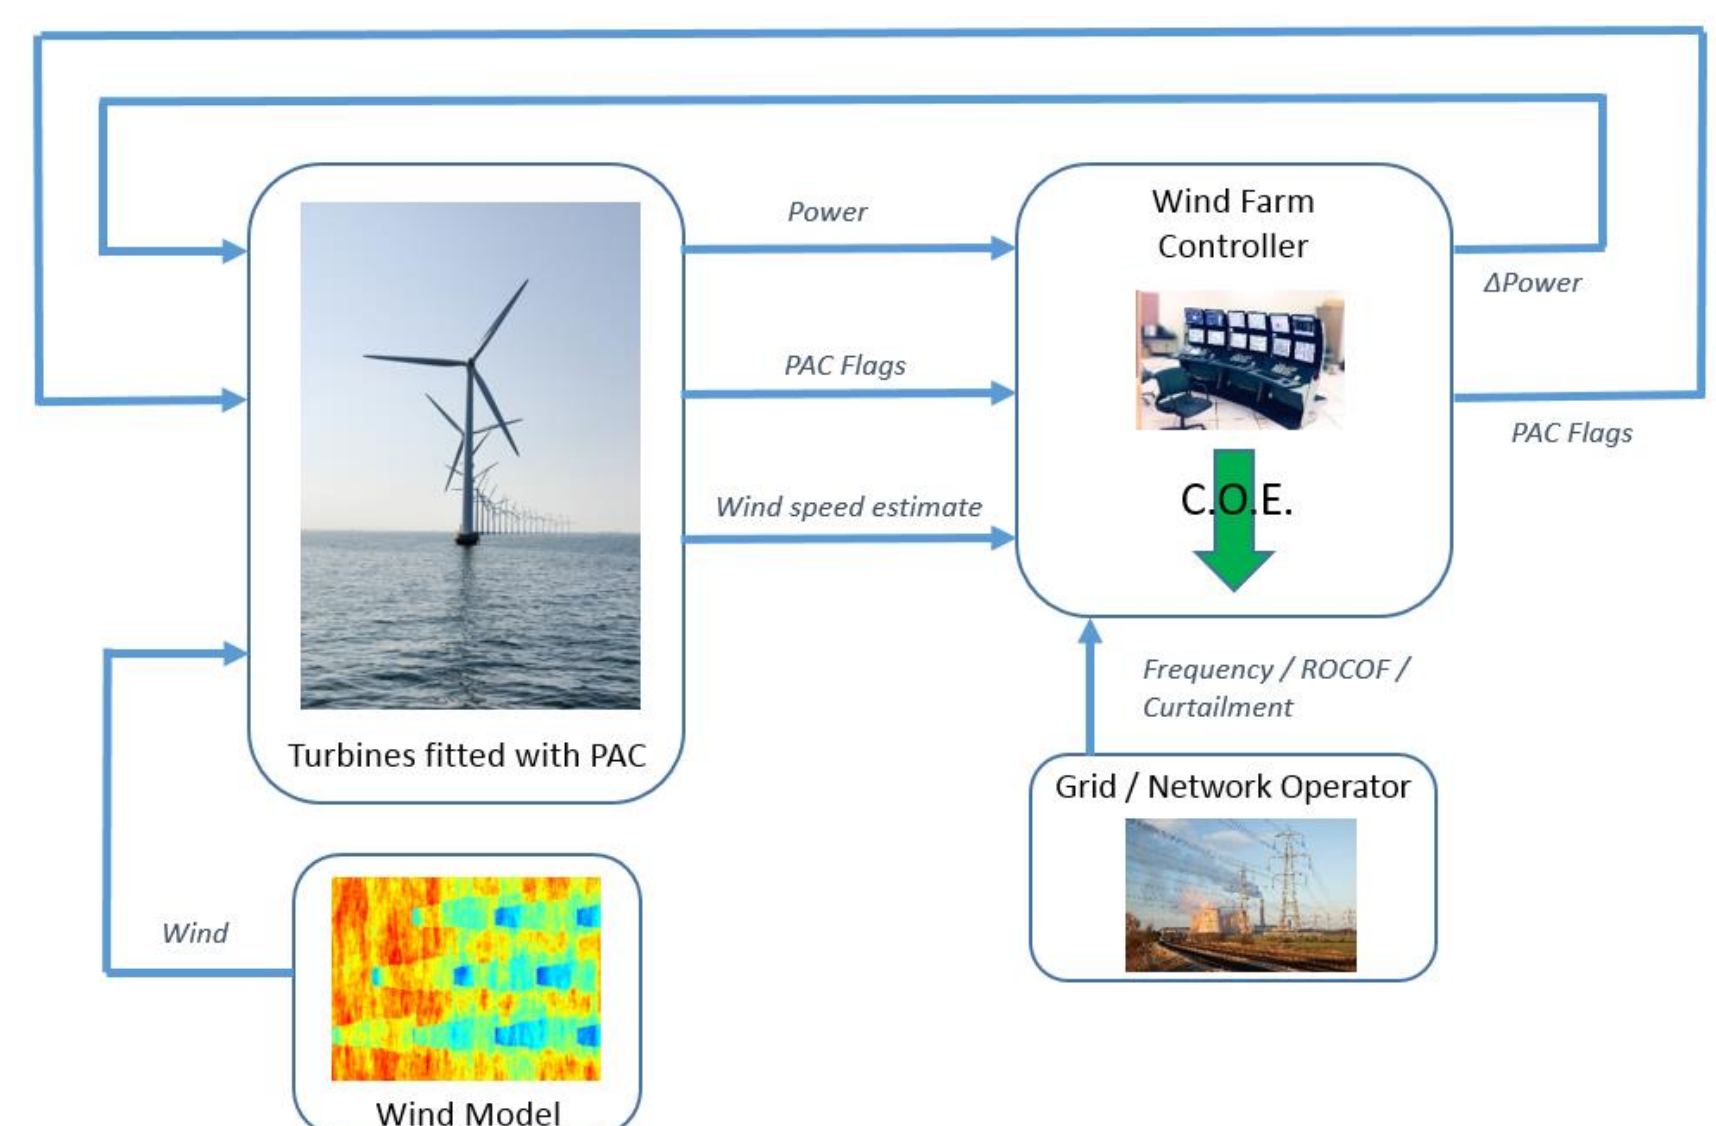 Wind Farm
Controller
Power
ΔPower
PAC Flags
PAC Flags
C.O.E.
Wind speed estimate
Frequency / ROCOF /
Curtailment
Turbines fitted with PAC
Grid / Network Operator
Wind
Wind Model